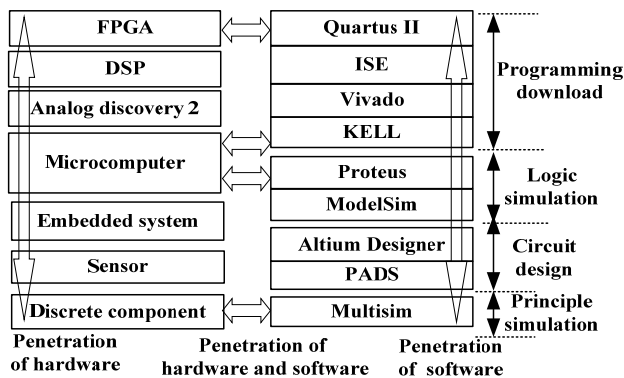 FPGA
DSP
Analog discovery 2
Microcomputer
Embedded system
Sensor
Discrete component
Penetration
of hardware
Quartus II
ISE
Vivado
KELL
Proteus
ModelSim
Altium Designer
PADS
Multisim
Penetration of
hardware and software
Penetration
of software
Programming
download
Logic
simulation
Circuit
design
Principle
simulation